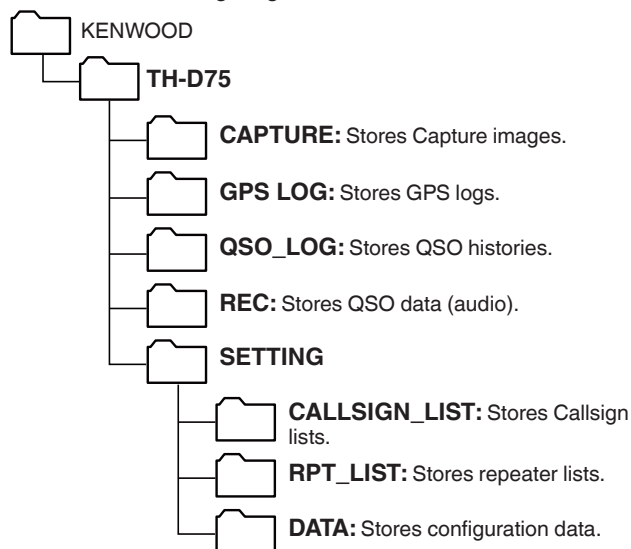 KENWOOD
TH-D75
CAPTURE: Stores Capture images.
GPS LOG: Stores GPS logs.
QSO_LOG: Stores QSO histories.
REC: Stores QSO data (audio).
SETTING
CALLSIGN_LIST: Stores Callsign
lists.
RPT_LIST: Stores repeater lists.
DATA: Stores configuration data.